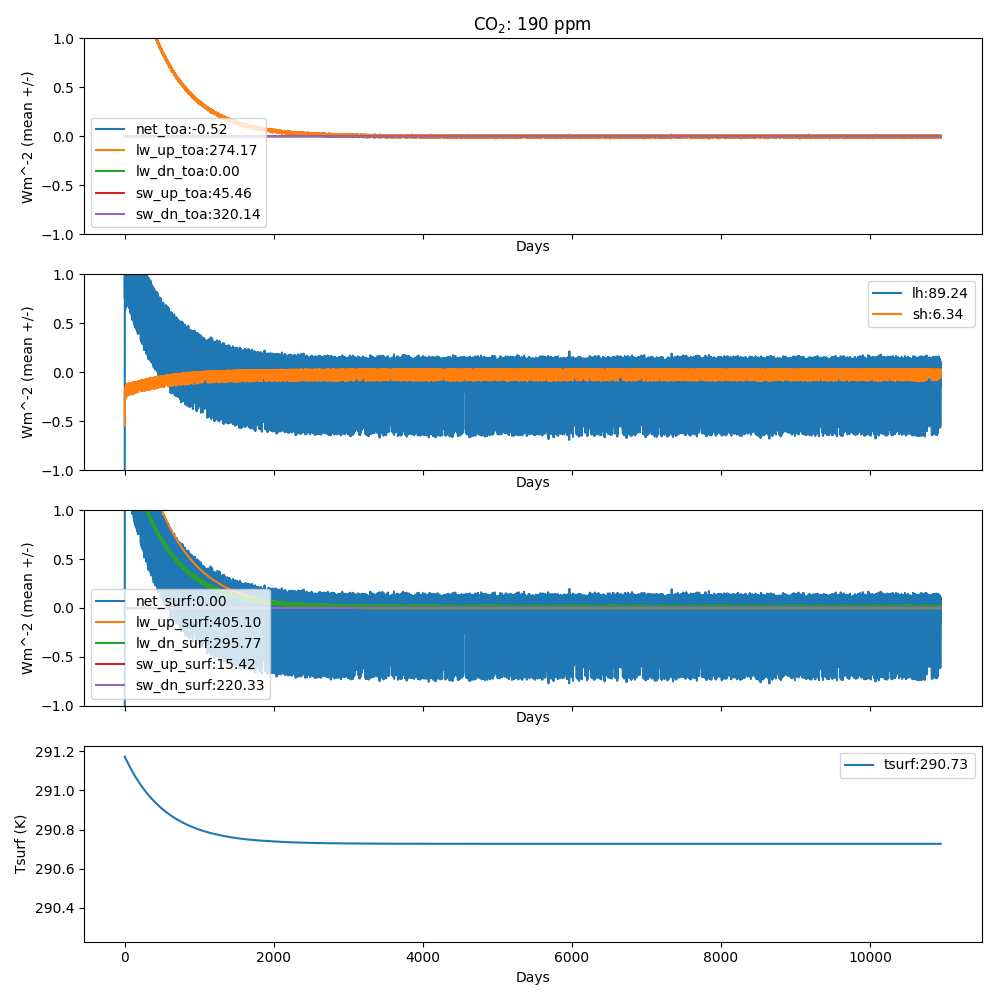 CO₂: 190 ppm
Wm^-2 (mean +/-)
1.0
0.5
0.0
−0.5
−1.0
net_toa:-0.52
lw_up_toa:274.17
lw_dn_toa:0.00
sw_up_toa:45.46
sw_dn_toa:320.14
Days
Wm^-2 (mean +/-)
1.0
0.5
0.0
−0.5
−1.0
lh:89.24
sh:6.34
Days
Wm^-2 (mean +/-)
1.0
0.5
0.0
−0.5
−1.0
net_surf:0.00
lw_up_surf:405.10
lw_dn_surf:295.77
sw_up_surf:15.42
sw_dn_surf:220.33
Days
Tsurf (K)
291.2
291.0
290.8
290.6
290.4
tsurf:290.73
0 2000 4000 6000 8000 10000
Days